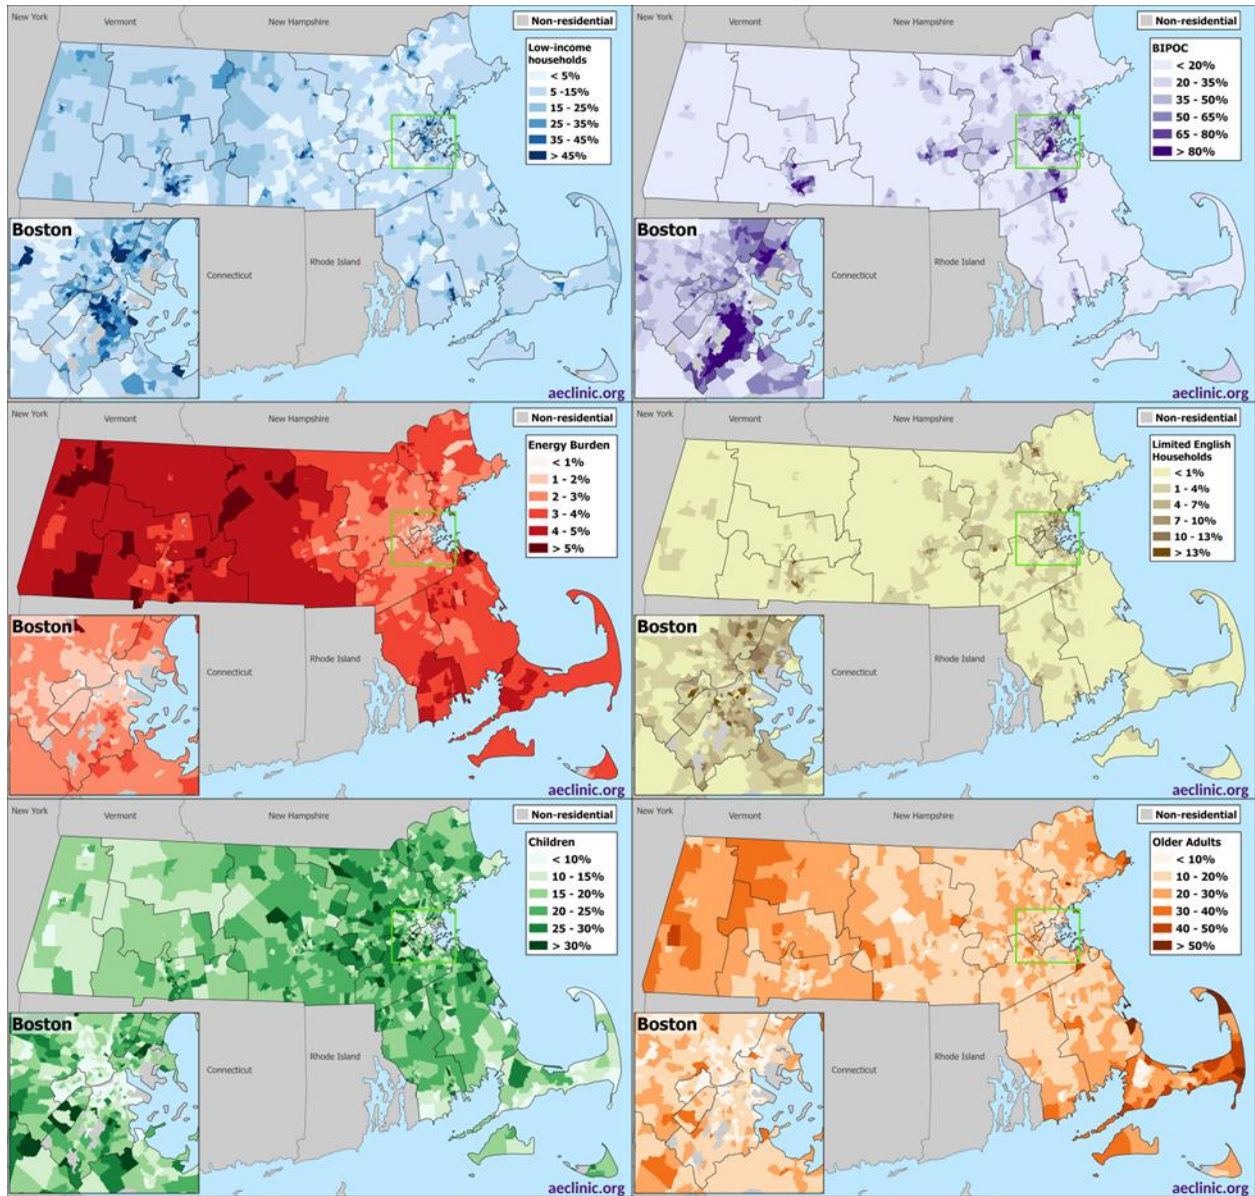 New York
Vermont
New Hampshire
Non-residential
Low-income
households
< 5%
5 -15%
15 - 25%
25 - 35%
35 - 45%
> 45%
Boston
Connecticut
Rhode Island
aeclinic.org
New York
Vermont
New Hampshire
Non-residential
BIPOC
< 20%
20 - 35%
35 - 50%
50 - 65%
65 - 80%
> 80%
Boston
Connecticut
Rhode Island
aeclinic.org
New York
Vermont
New Hampshire
Non-residential
Energy Burden
< 1%
1 - 2%
2 - 3%
3 - 4%
4 - 5%
> 5%
Boston
Connecticut
Rhode Island
aeclinic.org
New York
Vermont
New Hampshire
Non-residential
Limited English
Households
< 1%
1 - 4%
4 - 7%
7 - 10%
10 - 13%
> 13%
Boston
Connecticut
Rhode Island
aeclinic.org
New York
Vermont
New Hampshire
Non-residential
Children
< 10%
10 - 15%
15 - 20%
20 - 25%
25 - 30%
> 30%
Boston
Connecticut
Rhode Island
aeclinic.org
New York
Vermont
New Hampshire
Non-residential
Older Adults
< 10%
10 - 20%
20 - 30%
30 - 40%
40 - 50%
> 50%
Boston
Connecticut
Rhode Island
aeclinic.org